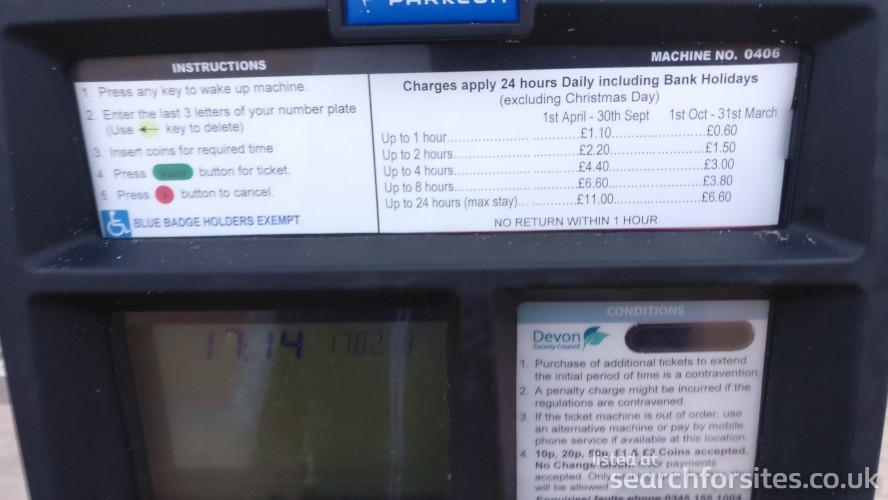 PARKEON
INSTRUCTIONS
1. Press any key to wake up machine.
2. Enter the last 3 letters of your number plate
(Use ← key to delete)
3. Insert coins for required time
4. Press Valid button for ticket.
5. Press X button to cancel.
BLUE BADGE HOLDERS EXEMPT
MACHINE NO. 0406
Charges apply 24 hours Daily including Bank Holidays
(excluding Christmas Day)
1st April - 30th Sept 1st Oct - 31st March
Up to 1 hour..............................£1.10......................£0.60
Up to 2 hours..............................£2.20......................£1.50
Up to 4 hours..............................£4.40......................£3.00
Up to 8 hours..............................£6.60......................£3.80
Up to 24 hours (max stay)... ............£11.00......................£6.60
NO RETURN WITHIN 1 HOUR
17.14 17.02.
CONDITIONS
Devon
County Council
1. Purchase of additional tickets to extend
the initial period of time is a contravention.
2. A penalty charge might be incurred if the
regulations are contravened.
3. If the ticket machine is out of order, use
an alternative machine or pay by mobile
phone service if available at this location.
4. 10p, 20p, 50p, £1 & £2 Coins accepted.
No Change payments
accepted. Only
will be allowed
listed at
searchforsites.co.uk